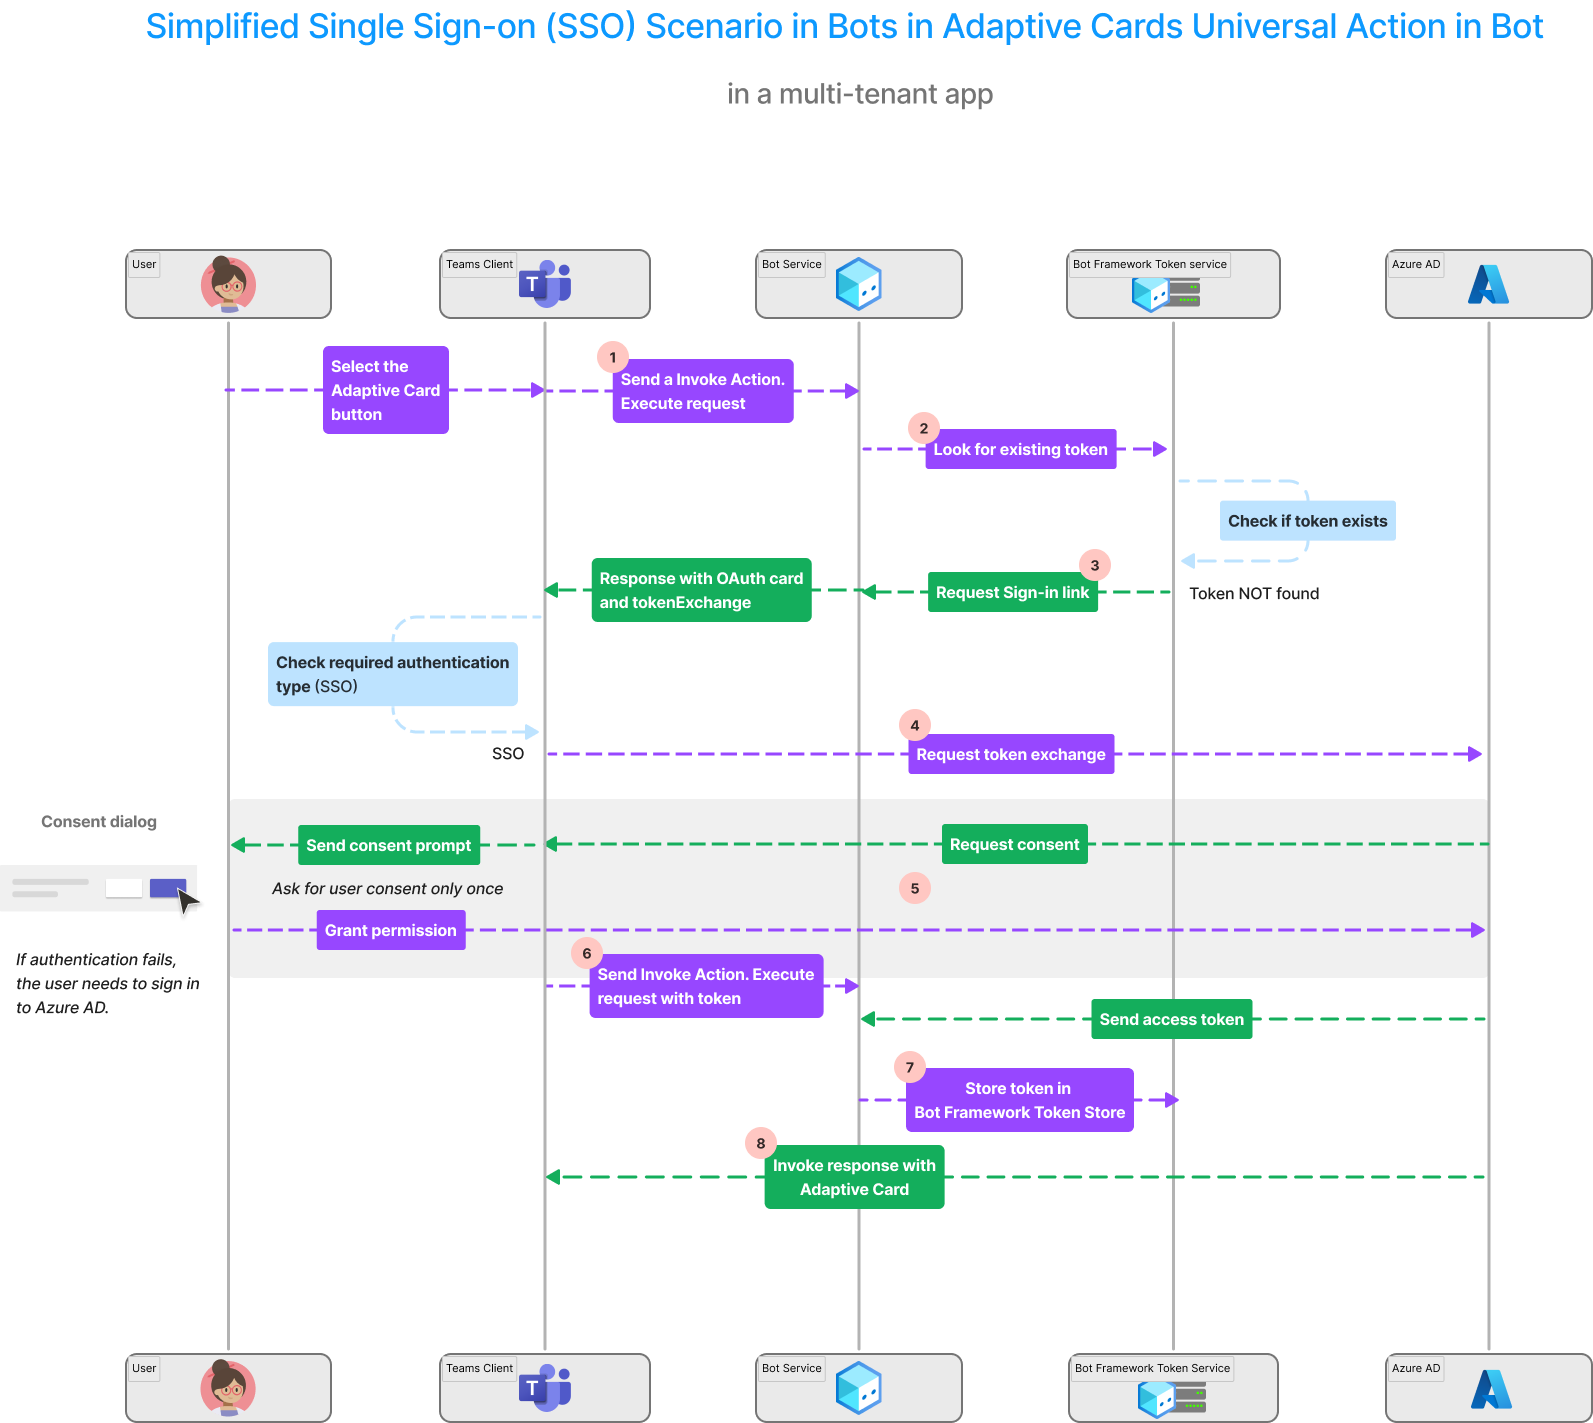 Simplified Single Sign-on (SSO) Scenario in Bots in Adaptive Cards Universal Action in Bot
in a multi-tenant app
User
Teams Client
Bot Service
Bot Framework Token service
Azure AD
T
Select the
Adaptive Card
button
1
Send a Invoke Action.
Execute request
2
Look for existing token
Check if token exists
3
Response with OAuth card
and tokenExchange
Request Sign-in link
Token NOT found
Check required authentication
type (SSO)
SSO
4
Request token exchange
Consent dialog
Send consent prompt
Request consent
Ask for user consent only once
5
Grant permission
If authentication fails,
the user needs to sign in
to Azure AD.
6
Send Invoke Action. Execute
request with token
Send access token
7
Store token in
Bot Framework Token Store
8
Invoke response with
Adaptive Card
User
Teams Client
Bot Service
Bot Framework Token Service
Azure AD
T